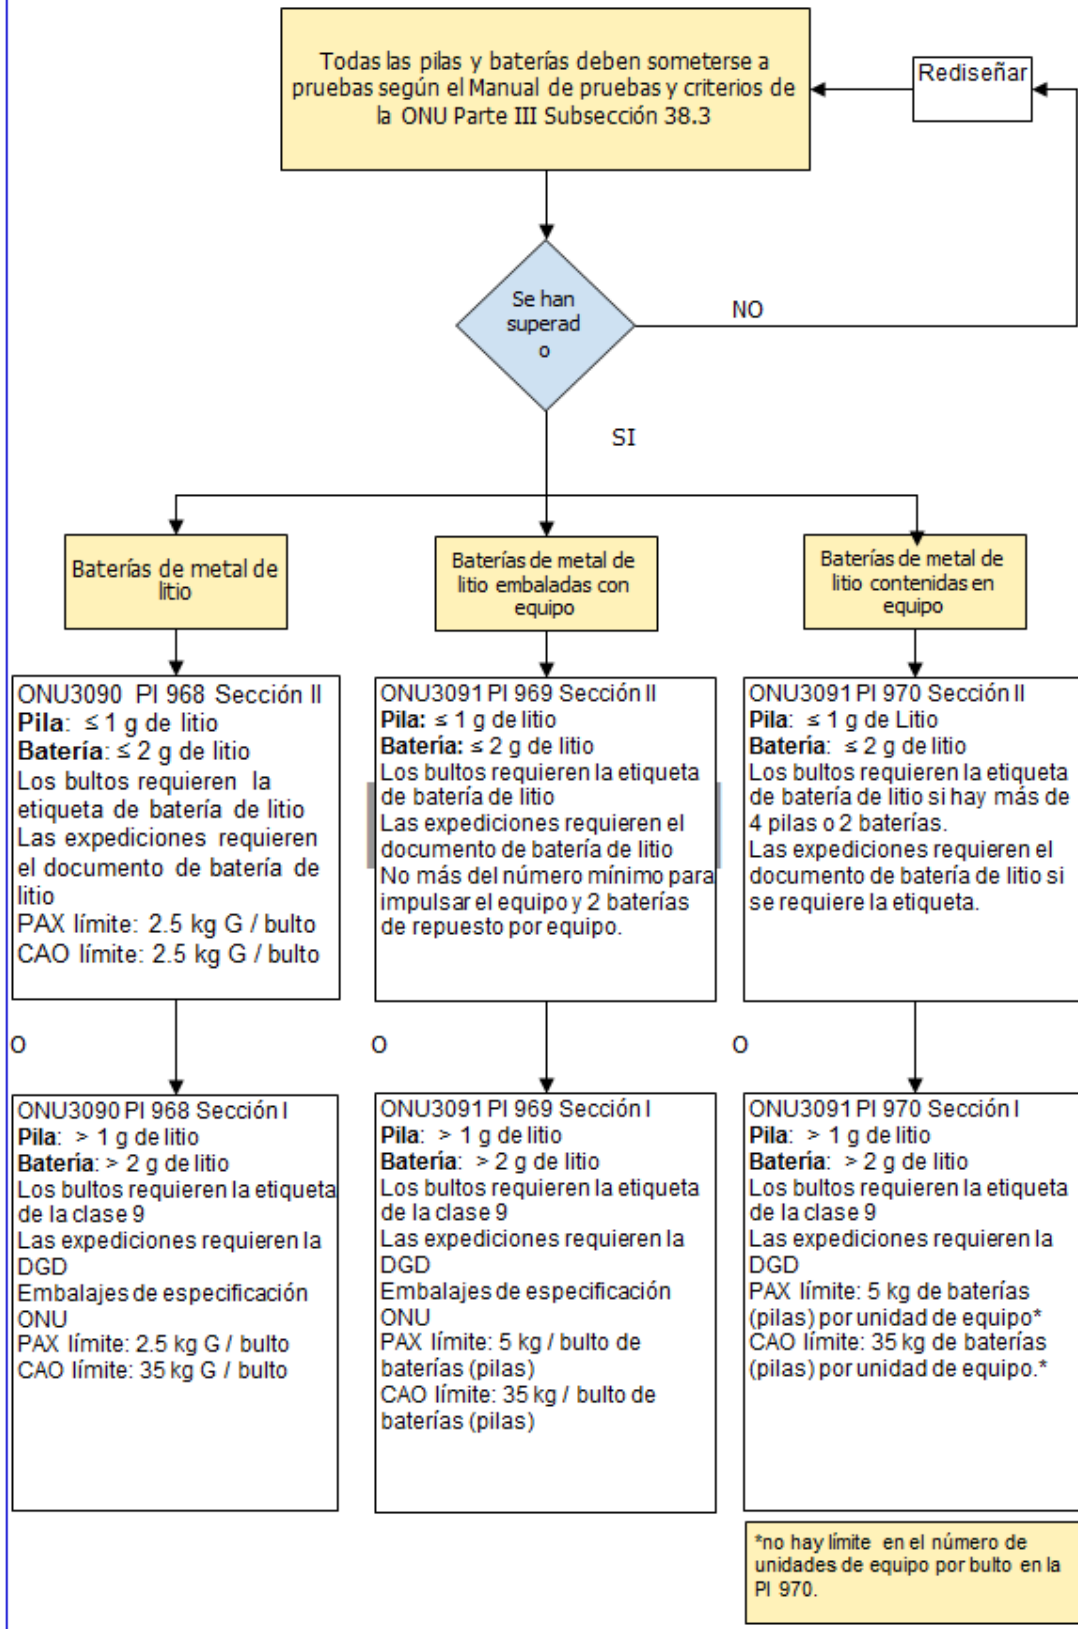 Todas las pilas y baterías deben someterse a
pruebas según el Manual de pruebas y criterios de
la ONU Parte III Subsección 38.3
Rediseñar
Se han
superad
o
NO
SI
Baterías de metal de
litio
Baterías de metal de
litio embaladas con
equipo
Baterías de metal de
litio contenidas en
equipo
ONU3090 PI 968 Sección II
Pila: ≤ 1 g de litio
Batería: ≤ 2 g de litio
Los bultos requieren la
etiqueta de batería de litio
Las expediciones requieren
el documento de batería de
litio
PAX límite: 2.5 kg G / bulto
CAO límite: 2.5 kg G / bulto
ONU3091 PI 969 Sección II
Pila: ≤ 1 g de litio
Batería: ≤ 2 g de litio
Los bultos requieren la etiqueta
de batería de litio
Las expediciones requieren el
documento de batería de litio
No más del número mínimo para
impulsar el equipo y 2 baterías
de repuesto por equipo.
ONU3091 PI 970 Sección II
Pila: ≤ 1 g de Litio
Batería: ≤ 2 g de litio
Los bultos requieren la etiqueta
de batería de litio si hay más de
4 pilas o 2 baterías.
Las expediciones requieren el
documento de batería de litio si
se requiere la etiqueta.
O
O
O
ONU3090 PI 968 Sección I
Pila: > 1 g de litio
Batería: > 2 g de litio
Los bultos requieren la etiqueta
de la clase 9
Las expediciones requieren la
DGD
Embalajes de especificación
ONU
PAX límite: 2.5 kg G / bulto
CAO límite: 35 kg G / bulto
ONU3091 PI 969 Sección I
Pila: > 1 g de litio
Batería: > 2 g de litio
Los bultos requieren la etiqueta
de la clase 9
Las expediciones requieren la
DGD
Embalajes de especificación
ONU
PAX límite: 5 kg / bulto de
baterías (pilas)
CAO límite: 35 kg / bulto de
baterías (pilas)
ONU3091 PI 970 Sección I
Pila: > 1 g de litio
Batería: > 2 g de litio
Los bultos requieren la etiqueta
de la clase 9
Las expediciones requieren la
DGD
PAX límite: 5 kg de baterías
(pilas) por unidad de equipo*
CAO límite: 35 kg de baterías
(pilas) por unidad de equipo.*
*no hay límite en el número de
unidades de equipo por bulto en la
PI 970.